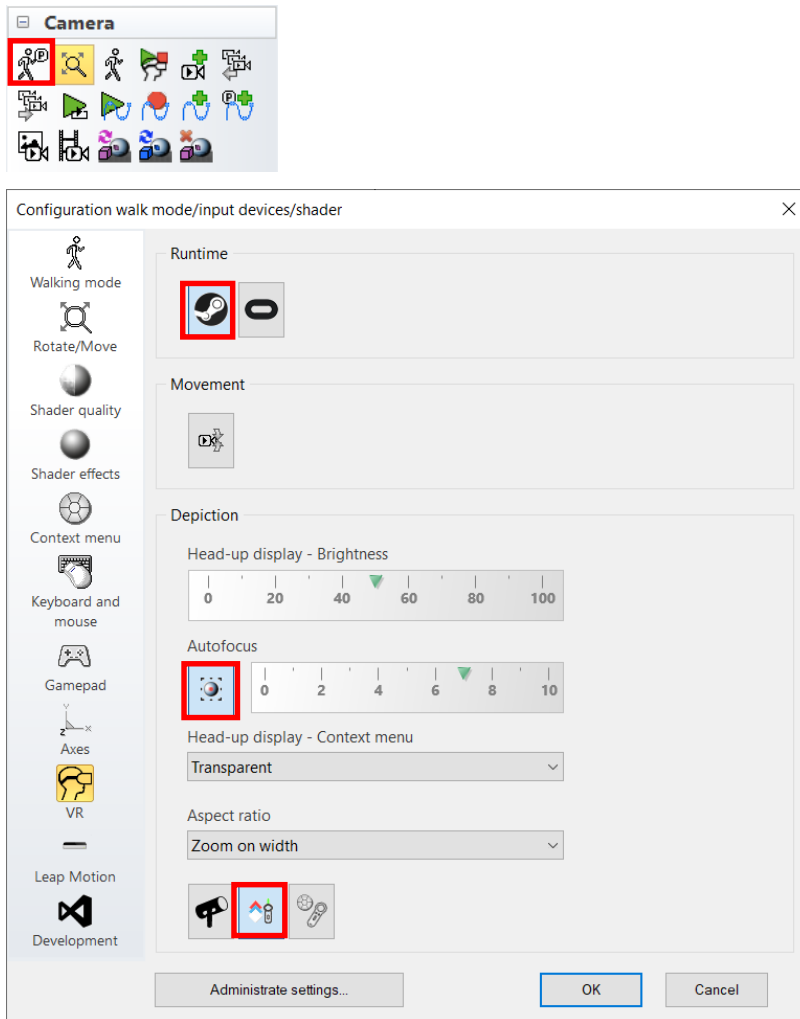 Camera
P
P
Configuration walk mode/input devices/shader
Walking mode
Rotate/Move
Shader quality
Shader effects
Context menu
Keyboard and
mouse
Gamepad
Y
Z X
Axes
VR
Leap Motion
Development
Runtime
Movement
Depiction
Head-up display - Brightness
0 20 40 60 80 100
Autofocus
0 2 4 6 8 10
Head-up display - Context menu
Transparent
Aspect ratio
Zoom on width
Administrate settings...
OK
Cancel